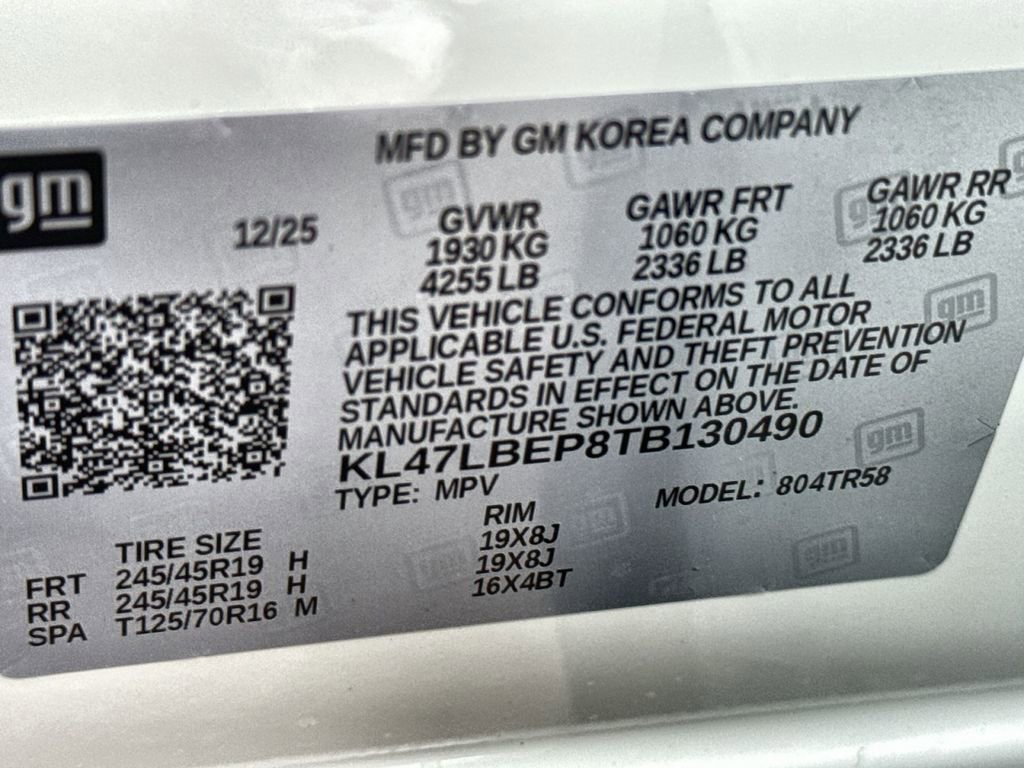 MFD BY GM KOREA COMPANY
gm
12/25
GVWR GAWR FRT GAWR RR
1930 KG 1060 KG 1060 KG
4255 LB 2336 LB 2336 LB
THIS VEHICLE CONFORMS TO ALL
APPLICABLE U.S. FEDERAL MOTOR
VEHICLE SAFETY AND THEFT PREVENTION
STANDARDS IN EFFECT ON THE DATE OF
MANUFACTURE SHOWN ABOVE.
KL47LBEP8TB130490
TYPE: MPV MODEL: 804TR58
TIRE SIZE RIM
FRT 245/45R19 H 19X8J
RR 245/45R19 H 19X8J
SPA T125/70R16 M 16X4BT